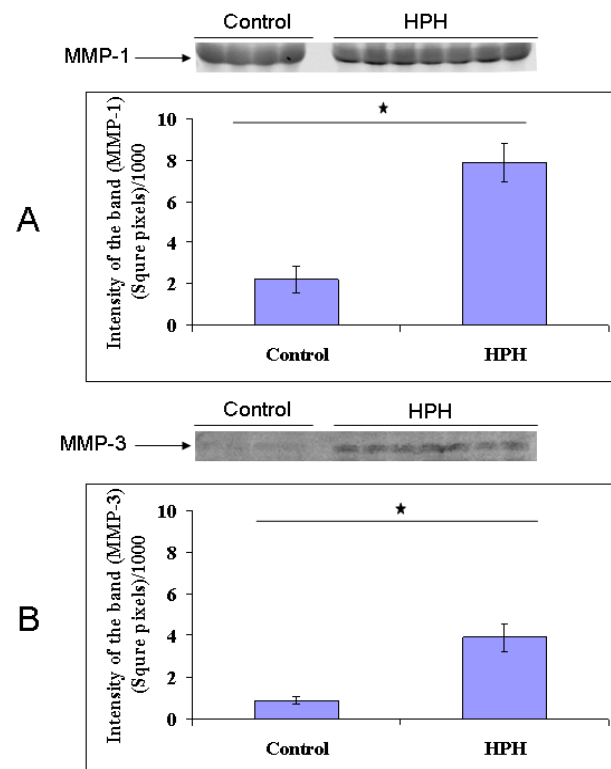 Control HPH
MMP-1
A
Intensity of the band (MMP-1)
(Squre pixels)/1000
10
8
6
4
2
0
Control HPH
Control HPH
MMP-3
B
Intensity of the band (MMP-3)
(Squre pixels)/1000
10
8
6
4
2
0
Control HPH